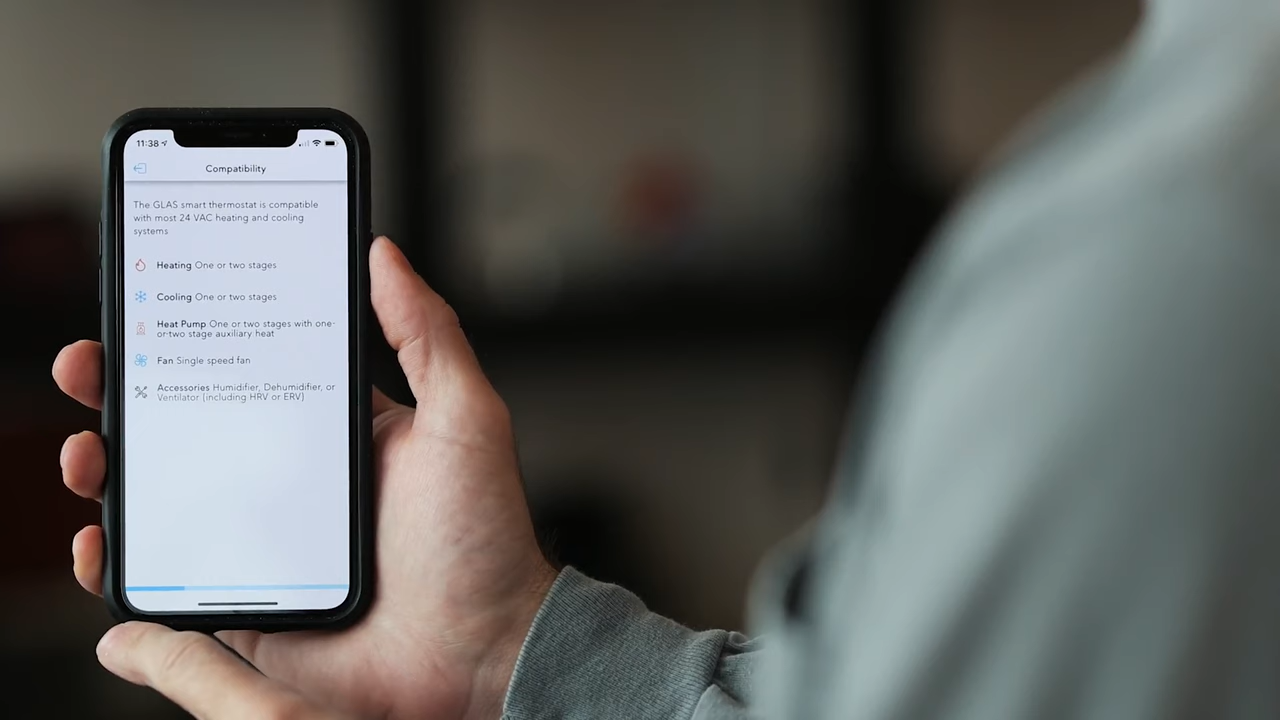 11:38
Compatibility
The GLAS smart thermostat is compatible
with most 24 VAC heating and cooling
systems
Heating One or two stages
Cooling One or two stages
Heat Pump One or two stages with one-
or-two stage auxiliary heat
Fan Single speed fan
Accessories Humidifier, Dehumidifier, or
Ventilator (including HRV or ERV)